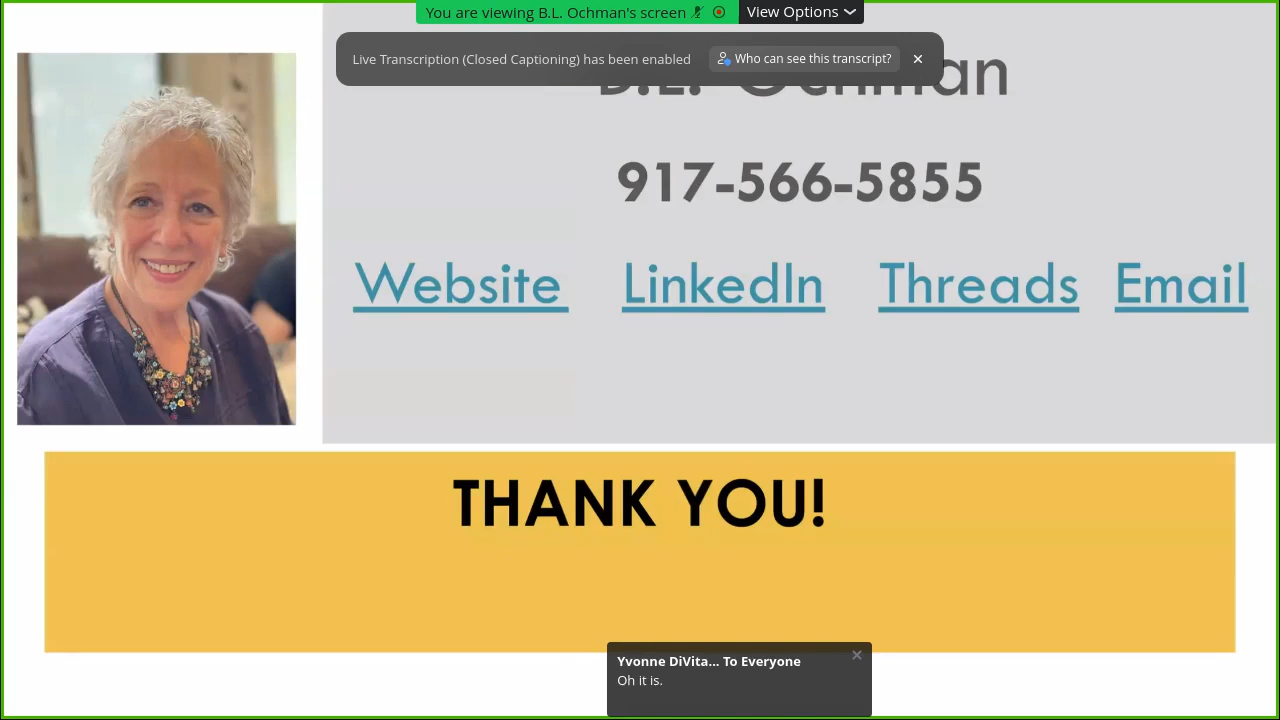 You are viewing B.L. Ochman's screen
View Options
Live Transcription (Closed Captioning) has been enabled
Who can see this transcript?
B.L. Ochman
917-566-5855
Website LinkedIn Threads Email
THANK YOU!
Yvonne DiVita... To Everyone
Oh it is.